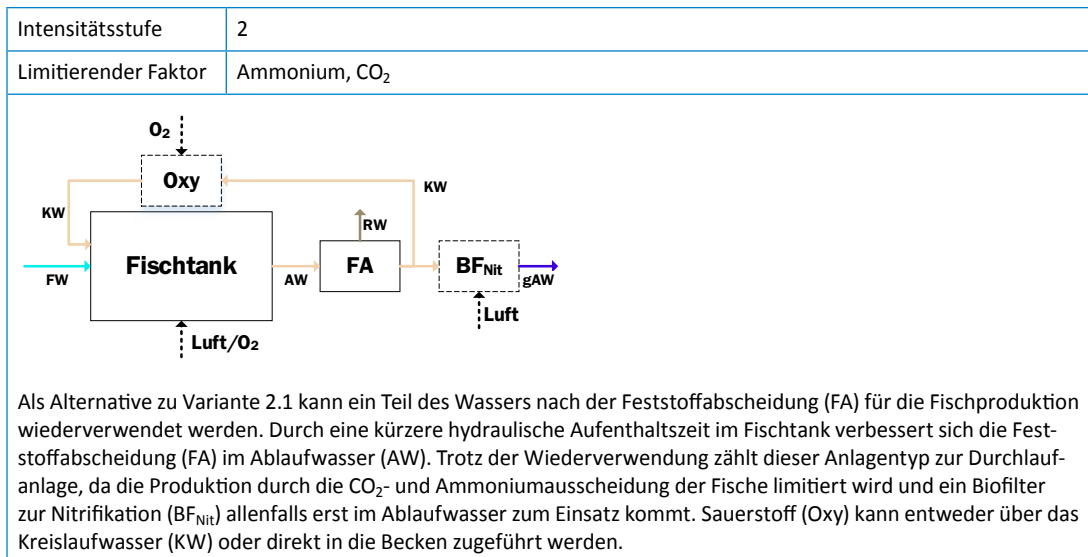 Intensitätsstufe 2
Limitierender Faktor Ammonium, CO₂
O₂
Oxy
KW
KW
RW
Fischtank
FA
BF_Nit
FW
AW
gAW
Luft
Luft/O₂
Als Alternative zu Variante 2.1 kann ein Teil des Wassers nach der Feststoffabscheidung (FA) für die Fischproduktion
wiederverwendet werden. Durch eine kürzere hydraulische Aufenthaltszeit im Fischtank verbessert sich die Fest-
stoffabscheidung (FA) im Ablaufwasser (AW). Trotz der Wiederverwendung zählt dieser Anlagentyp zur Durchlauf-
anlage, da die Produktion durch die CO₂- und Ammoniumausscheidung der Fische limitiert wird und ein Biofilter
zur Nitrifikation (BF_Nit) allenfalls erst im Ablaufwasser zum Einsatz kommt. Sauerstoff (Oxy) kann entweder über das
Kreislaufwasser (KW) oder direkt in die Becken zugeführt werden.